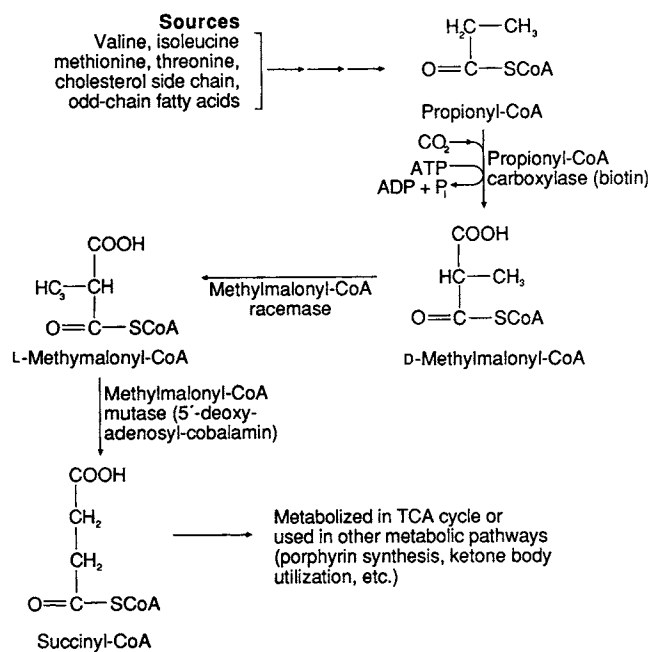 Sources
Valine, isoleucine
methionine, threonine,
cholesterol side chain,
odd-chain fatty acids
H₂C—CH₃
O=C—SCoA
Propionyl-CoA
CO₂
ATP
ADP + Pᵢ
Propionyl-CoA
carboxylase (biotin)
COOH
HC—CH₃
O=C—SCoA
D-Methylmalonyl-CoA
Methylmalonyl-CoA
racemase
COOH
H₃C—CH
O=C—SCoA
L-Methymalonyl-CoA
Methylmalonyl-CoA
mutase (5´-deoxy-
adenosyl-cobalamin)
COOH
CH₂
CH₂
O=C—SCoA
Succinyl-CoA
Metabolized in TCA cycle or
used in other metabolic pathways
(porphyrin synthesis, ketone body
utilization, etc.)